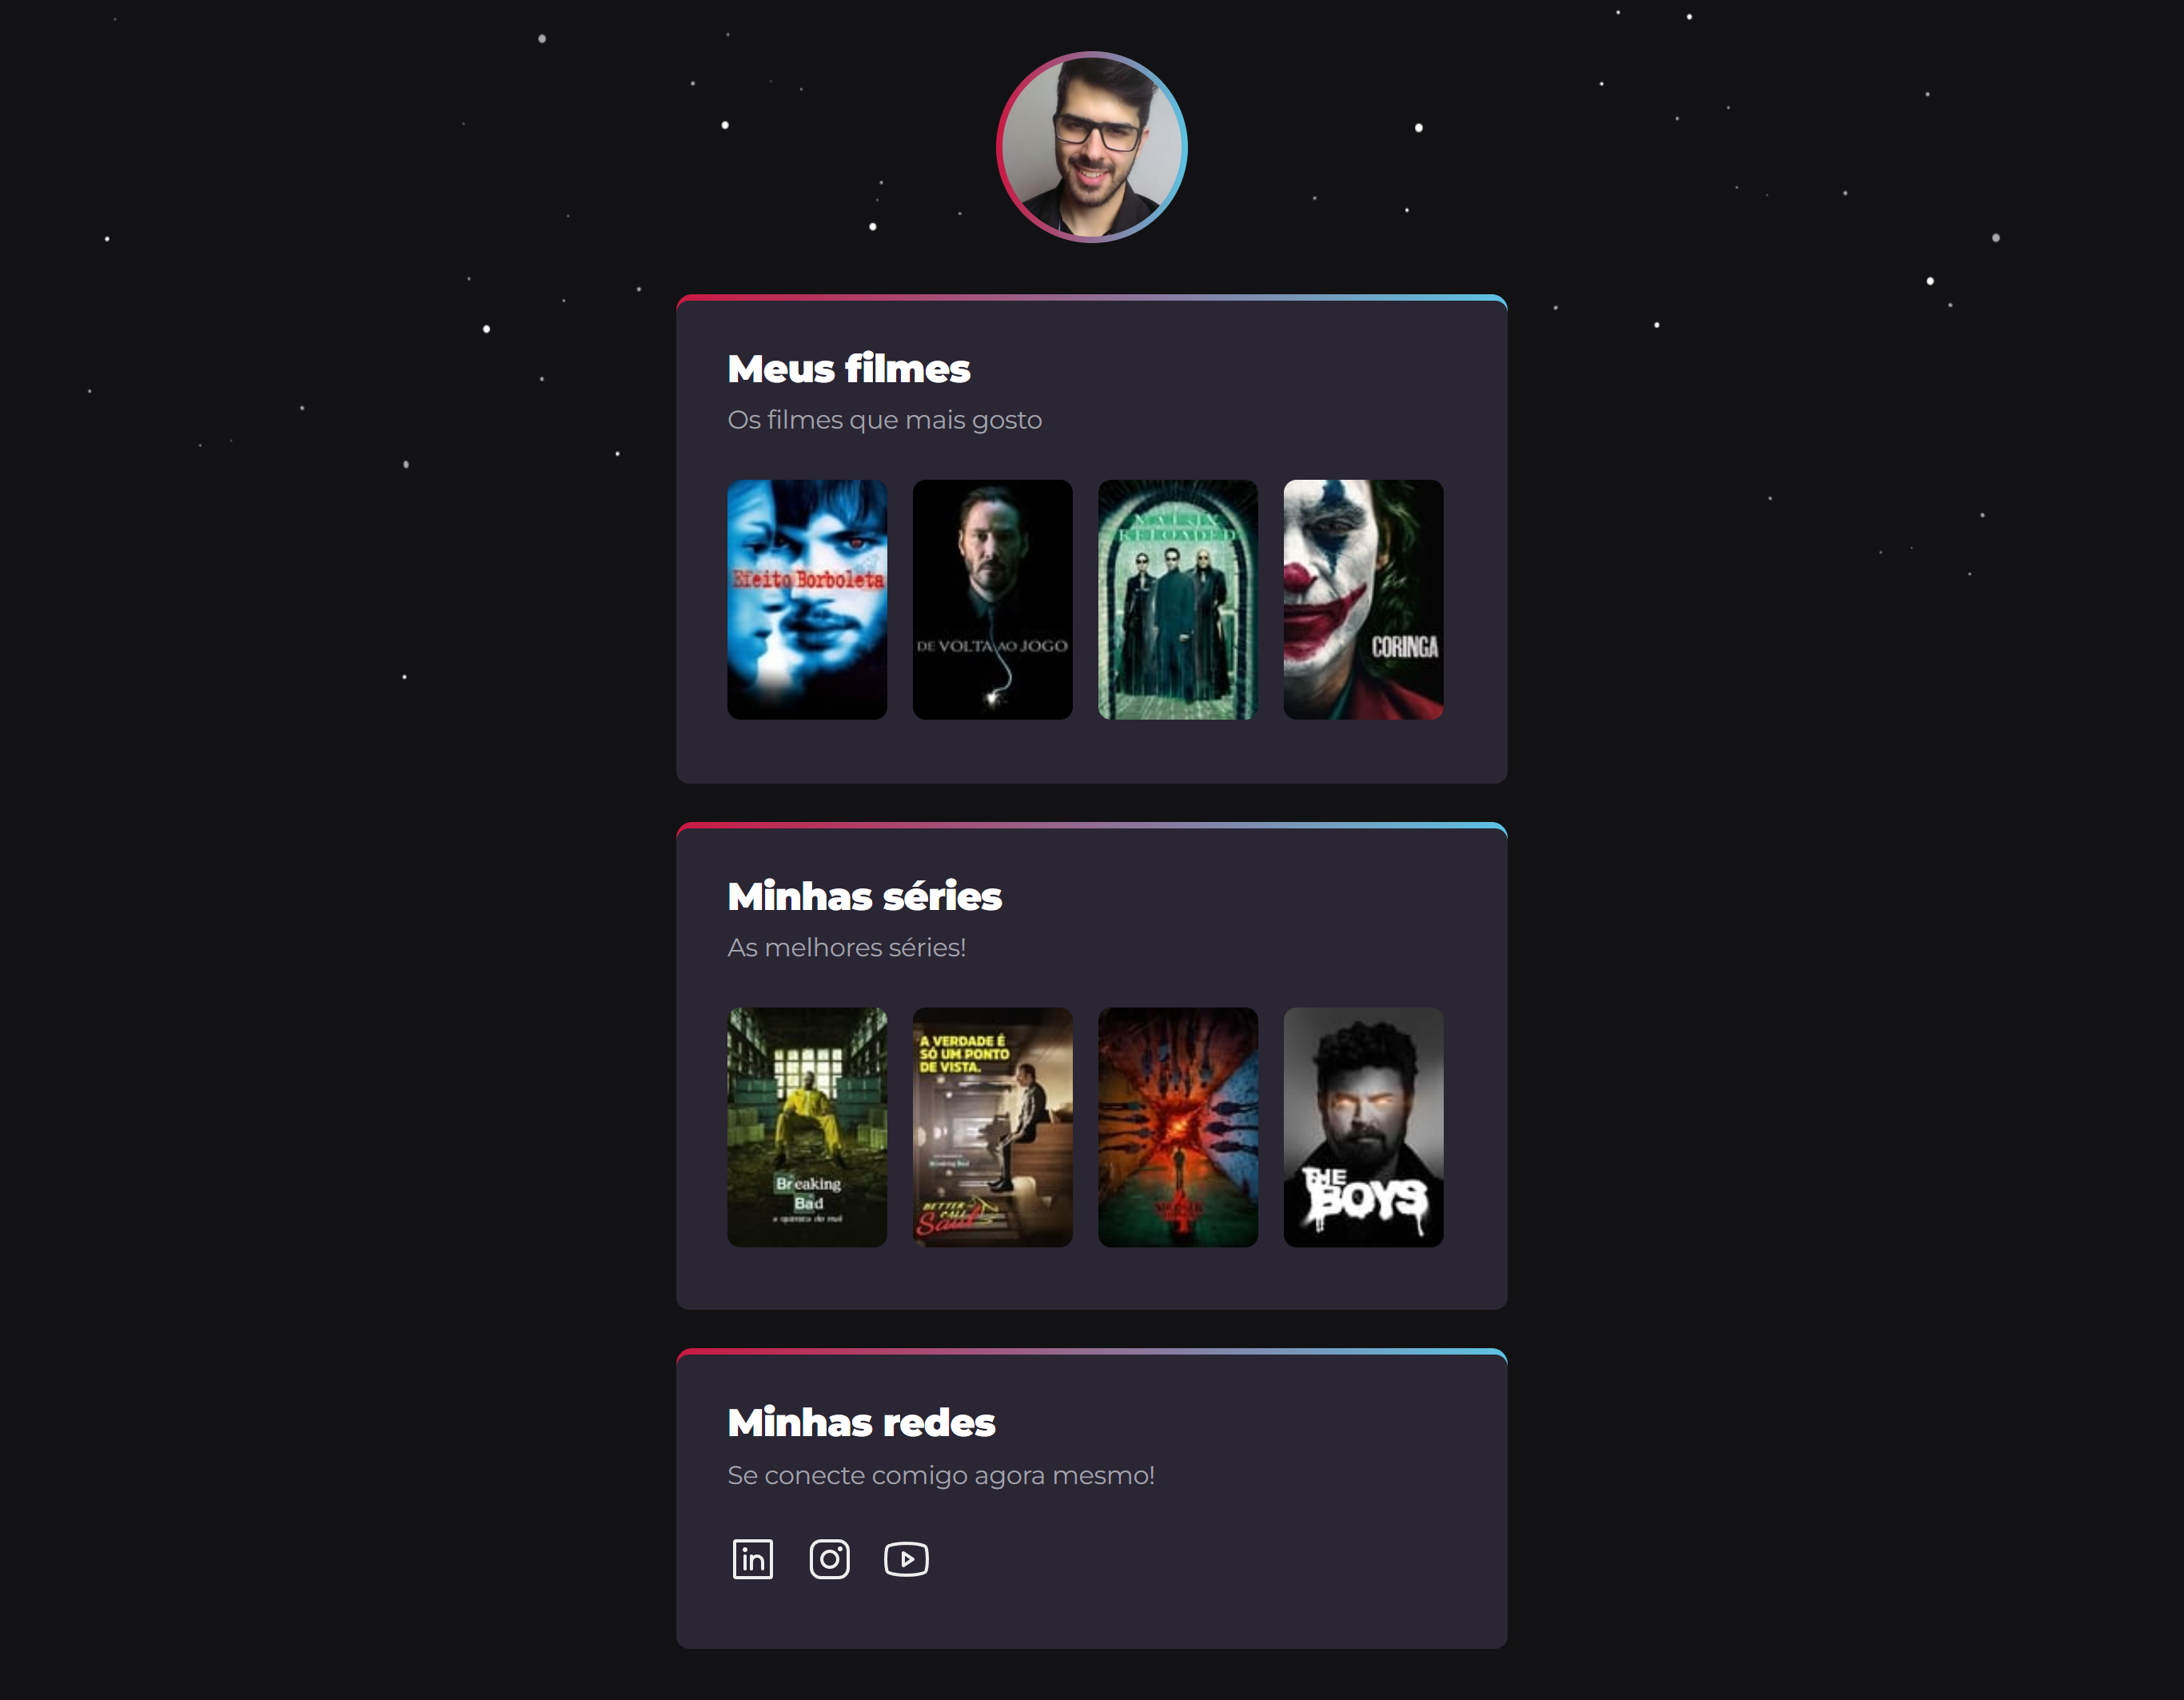 Meus filmes
Os filmes que mais gosto
Efeito Borboleta
DE VOLTA AO JOGO
RELOADED
CORINGA
Minhas séries
As melhores séries!
Breaking
Bad
a química do mal
A VERDADE É
SÓ UM PONTO
DE VISTA.
Breaking Bad
BETTER
CALL
Saul
THE
BOYS
Minhas redes
Se conecte comigo agora mesmo!
in